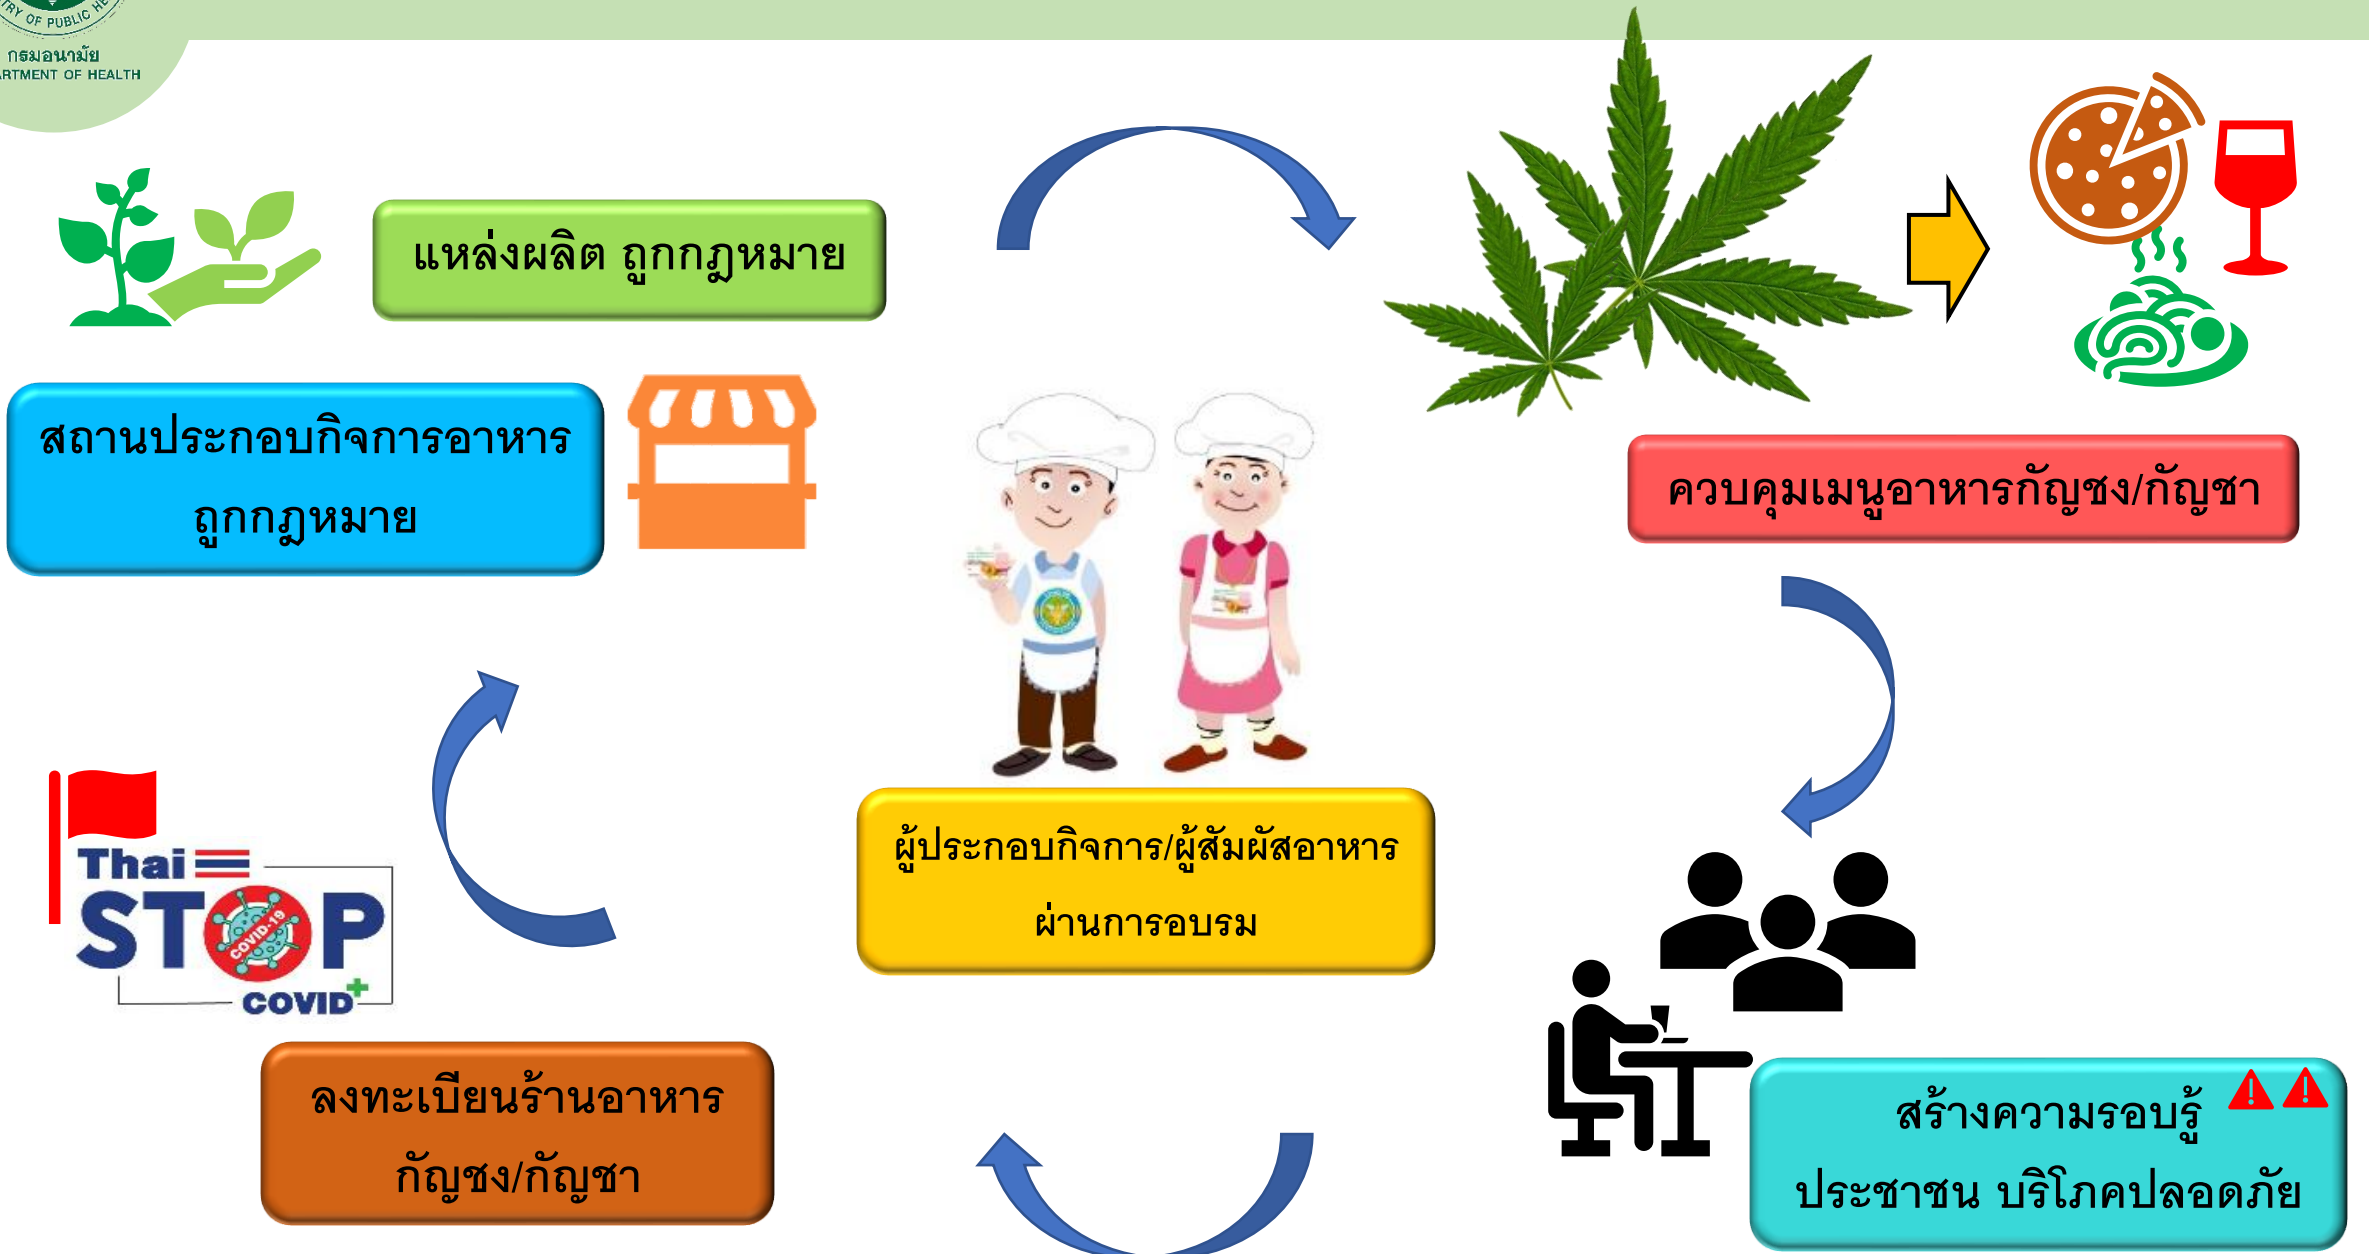 RY OF PUBLIC HE
กรมอนามัย
ARTMENT OF HEALTH
แหล่งผลิต ถูกกฎหมาย
สถานประกอบกิจการอาหาร
ถูกกฎหมาย
ควบคุมเมนูอาหารกัญชง/กัญชา
ผู้ประกอบกิจการ/ผู้สัมผัสอาหาร
ผ่านการอบรม
Thai
STOP
COVID-19
COVID+
ลงทะเบียนร้านอาหาร
กัญชง/กัญชา
สร้างความรอบรู้
ประชาชน บริโภคปลอดภัย